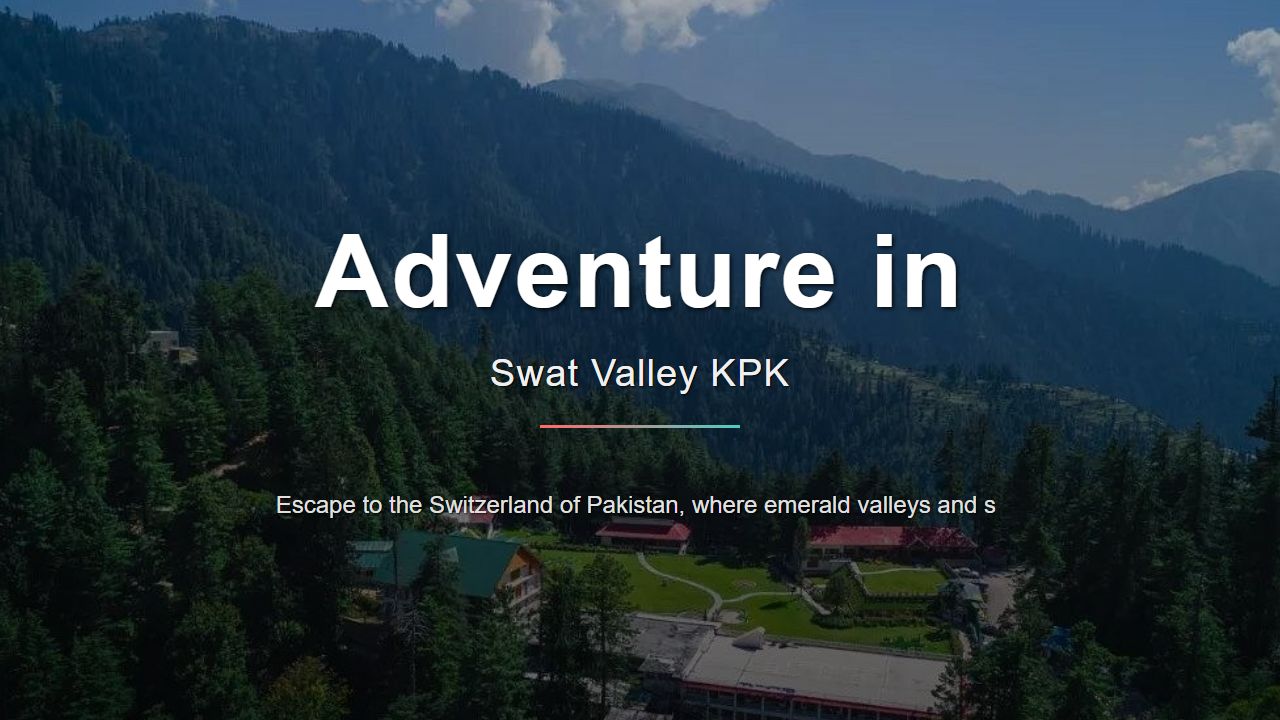 Adventure in
Swat Valley KPK
Escape to the Switzerland of Pakistan, where emerald valleys and s